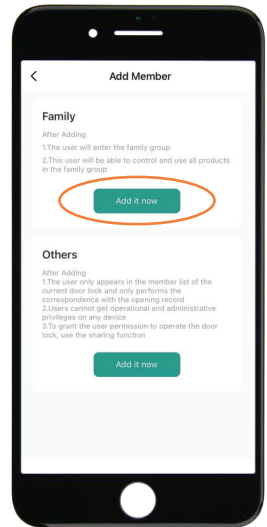 Add Member
Family
After Adding
1.The user will enter the family group
2.This user will be able to control and use all products
in the family group
Add it now
Others
After Adding
1.The user only appears in the member list of the
current door lock and only performs the
correspondence with the opening record
2.Users cannot get operational and administrative
privileges on any device
3.To grant the user permission to operate the door
lock, use the sharing function
Add it now